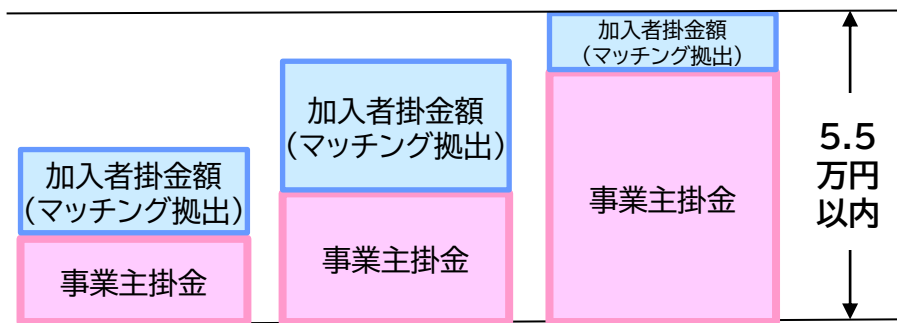 加入者掛金額
(マッチング拠出)
事業主掛金
加入者掛金額
(マッチング拠出)
事業主掛金
加入者掛金額
(マッチング拠出)
事業主掛金
5.5
万円
以内